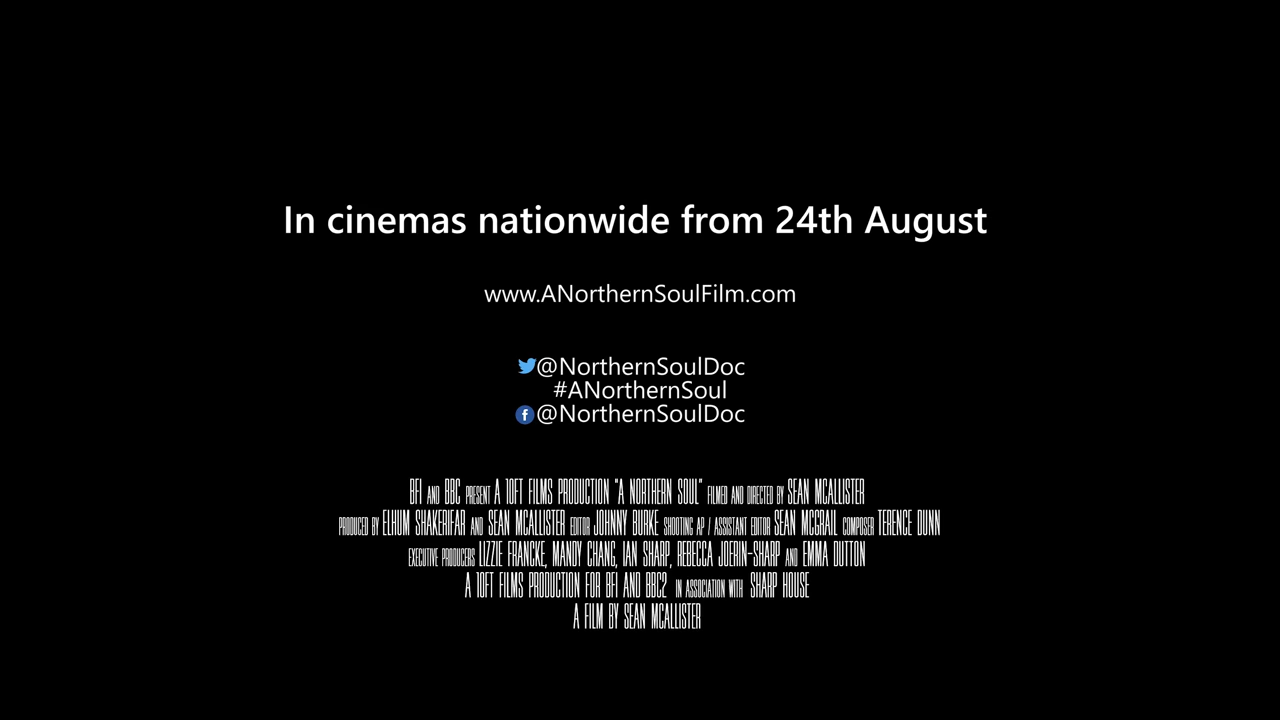 In cinemas nationwide from 24th August
www.ANorthernSoulFilm.com
@NorthernSoulDoc
#ANorthernSoul
@NorthernSoulDoc
BFI AND BBC PRESENT A 10FT FILMS PRODUCTION "A NORTHERN SOUL" FILMED AND DIRECTED BY SEAN MCALLISTER
PRODUCED BY ELHUM SHAKERIFAR AND SEAN MCALLISTER EDITOR JOHNNY BURKE SHOOTING AP / ASSISTANT EDITOR SEAN MCGRAIL COMPOSER TERENCE DUNN
EXECUTIVE PRODUCERS LIZZIE FRANCKE, MANDY CHANG, IAN SHARP, REBECCA JOERIN-SHARP AND EMMA DUTTON
A 10FT FILMS PRODUCTION FOR BFI AND BBC2 IN ASSOCIATION WITH SHARP HOUSE
A FILM BY SEAN MCALLISTER